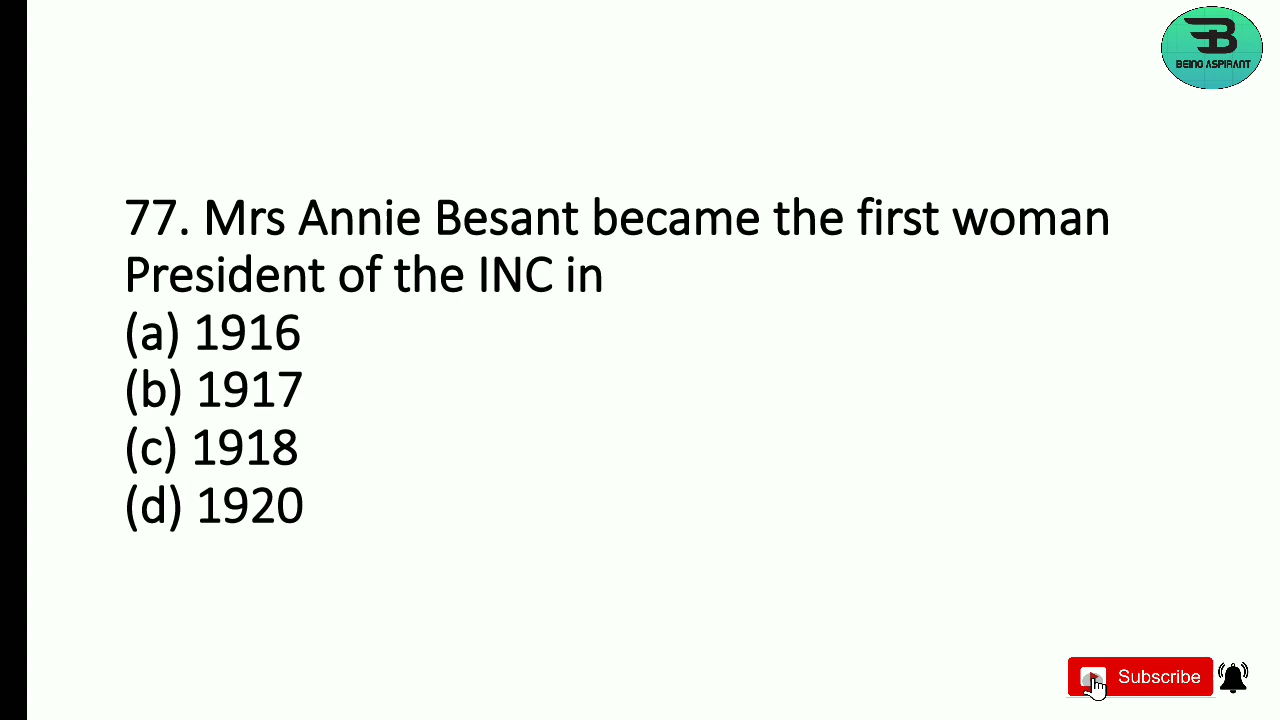 BEING ASPIRANT
77. Mrs Annie Besant became the first woman
President of the INC in
(a) 1916
(b) 1917
(c) 1918
(d) 1920
Subscribe